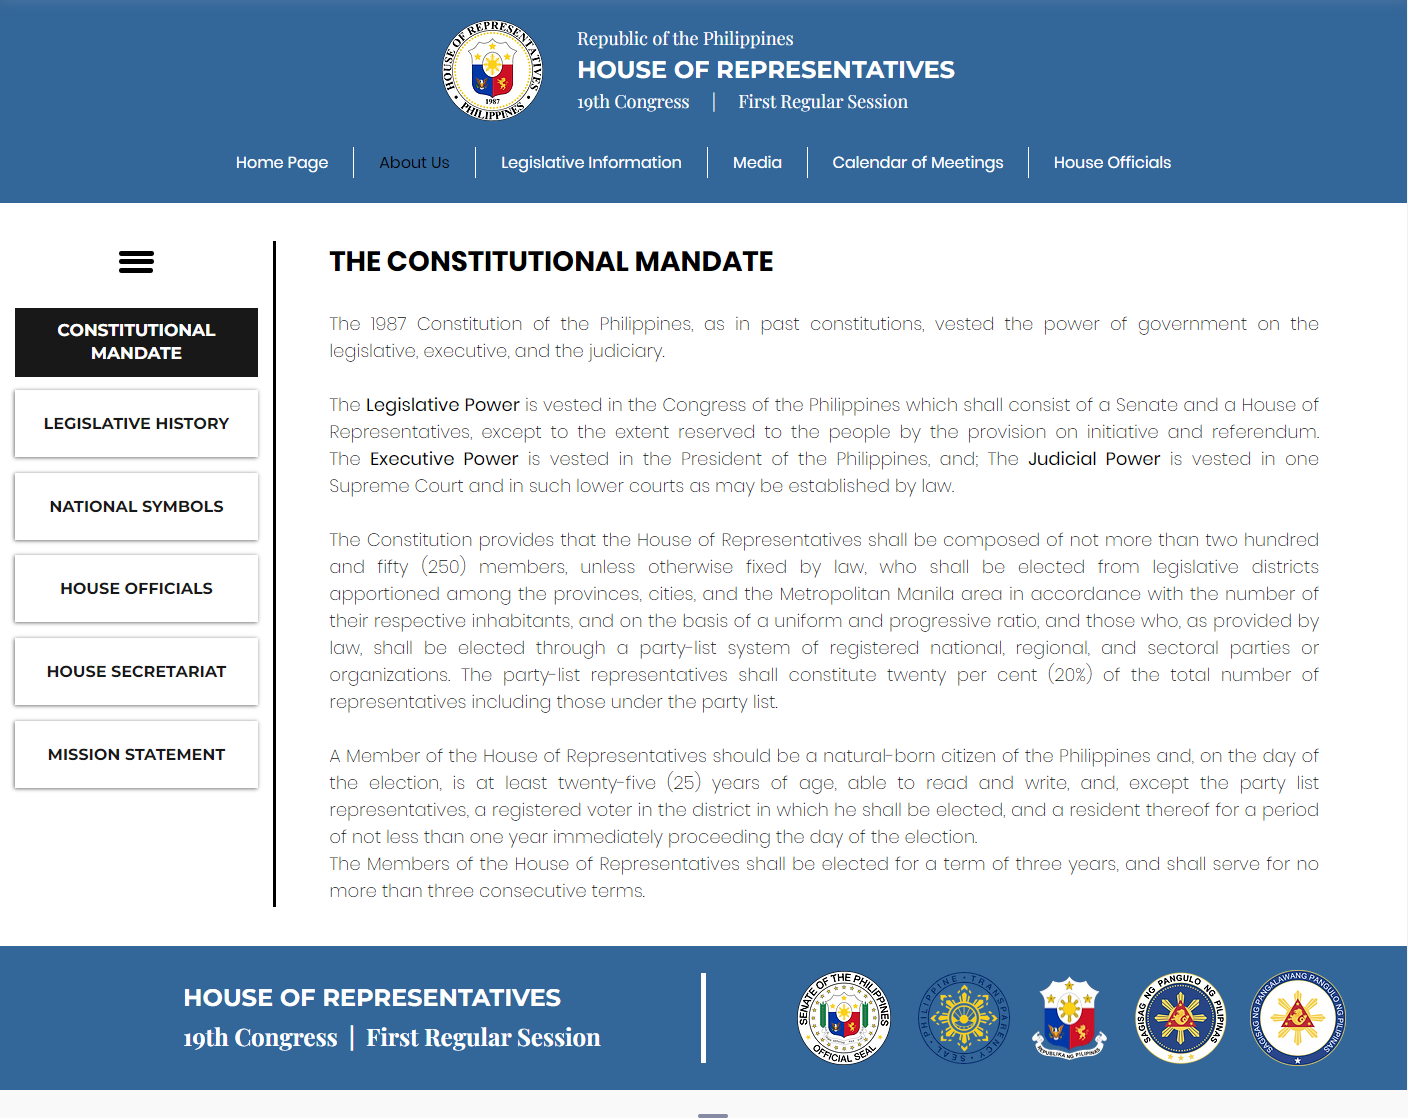 HOUSE OF REPRESENTATIVES
1987
PHILIPPINES
Republic of the Philippines
HOUSE OF REPRESENTATIVES
19th Congress | First Regular Session
Home Page
About Us
Legislative Information
Media
Calendar of Meetings
House Officials
CONSTITUTIONAL
MANDATE
LEGISLATIVE HISTORY
NATIONAL SYMBOLS
HOUSE OFFICIALS
HOUSE SECRETARIAT
MISSION STATEMENT
THE CONSTITUTIONAL MANDATE
The 1987 Constitution of the Philippines, as in past constitutions, vested the power of government on the
legislative, executive, and the judiciary.
The Legislative Power is vested in the Congress of the Philippines which shall consist of a Senate and a House of
Representatives, except to the extent reserved to the people by the provision on initiative and referendum.
The Executive Power is vested in the President of the Philippines, and; The Judicial Power is vested in one
Supreme Court and in such lower courts as may be established by law.
The Constitution provides that the House of Representatives shall be composed of not more than two hundred
and fifty (250) members, unless otherwise fixed by law, who shall be elected from legislative districts
apportioned among the provinces, cities, and the Metropolitan Manila area in accordance with the number of
their respective inhabitants, and on the basis of a uniform and progressive ratio, and those who, as provided by
law, shall be elected through a party-list system of registered national, regional, and sectoral parties or
organizations. The party-list representatives shall constitute twenty per cent (20%) of the total number of
representatives including those under the party list.
A Member of the House of Representatives should be a natural-born citizen of the Philippines and, on the day of
the election, is at least twenty-five (25) years of age, able to read and write, and, except the party list
representatives, a registered voter in the district in which he shall be elected, and a resident thereof for a period
of not less than one year immediately proceeding the day of the election.
The Members of the House of Representatives shall be elected for a term of three years, and shall serve for no
more than three consecutive terms.
HOUSE OF REPRESENTATIVES
19th Congress | First Regular Session
SENATE OF THE PHILIPPINES
OFFICIAL SEAL
PHILIPPINE TRANSPARENCY SEAL
REPUBLIKA NG PILIPINAS
SAGISAG NG PANGULO NG PILIPINAS
SAGISAG NG PANGALAWANG PANGULO NG PILIPINAS